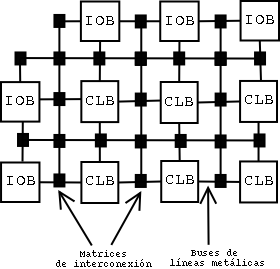 IOB IOB IOB
IOB CLB CLB CLB
IOB CLB CLB CLB
Matrices
de interconexión
Buses de
líneas metálicas